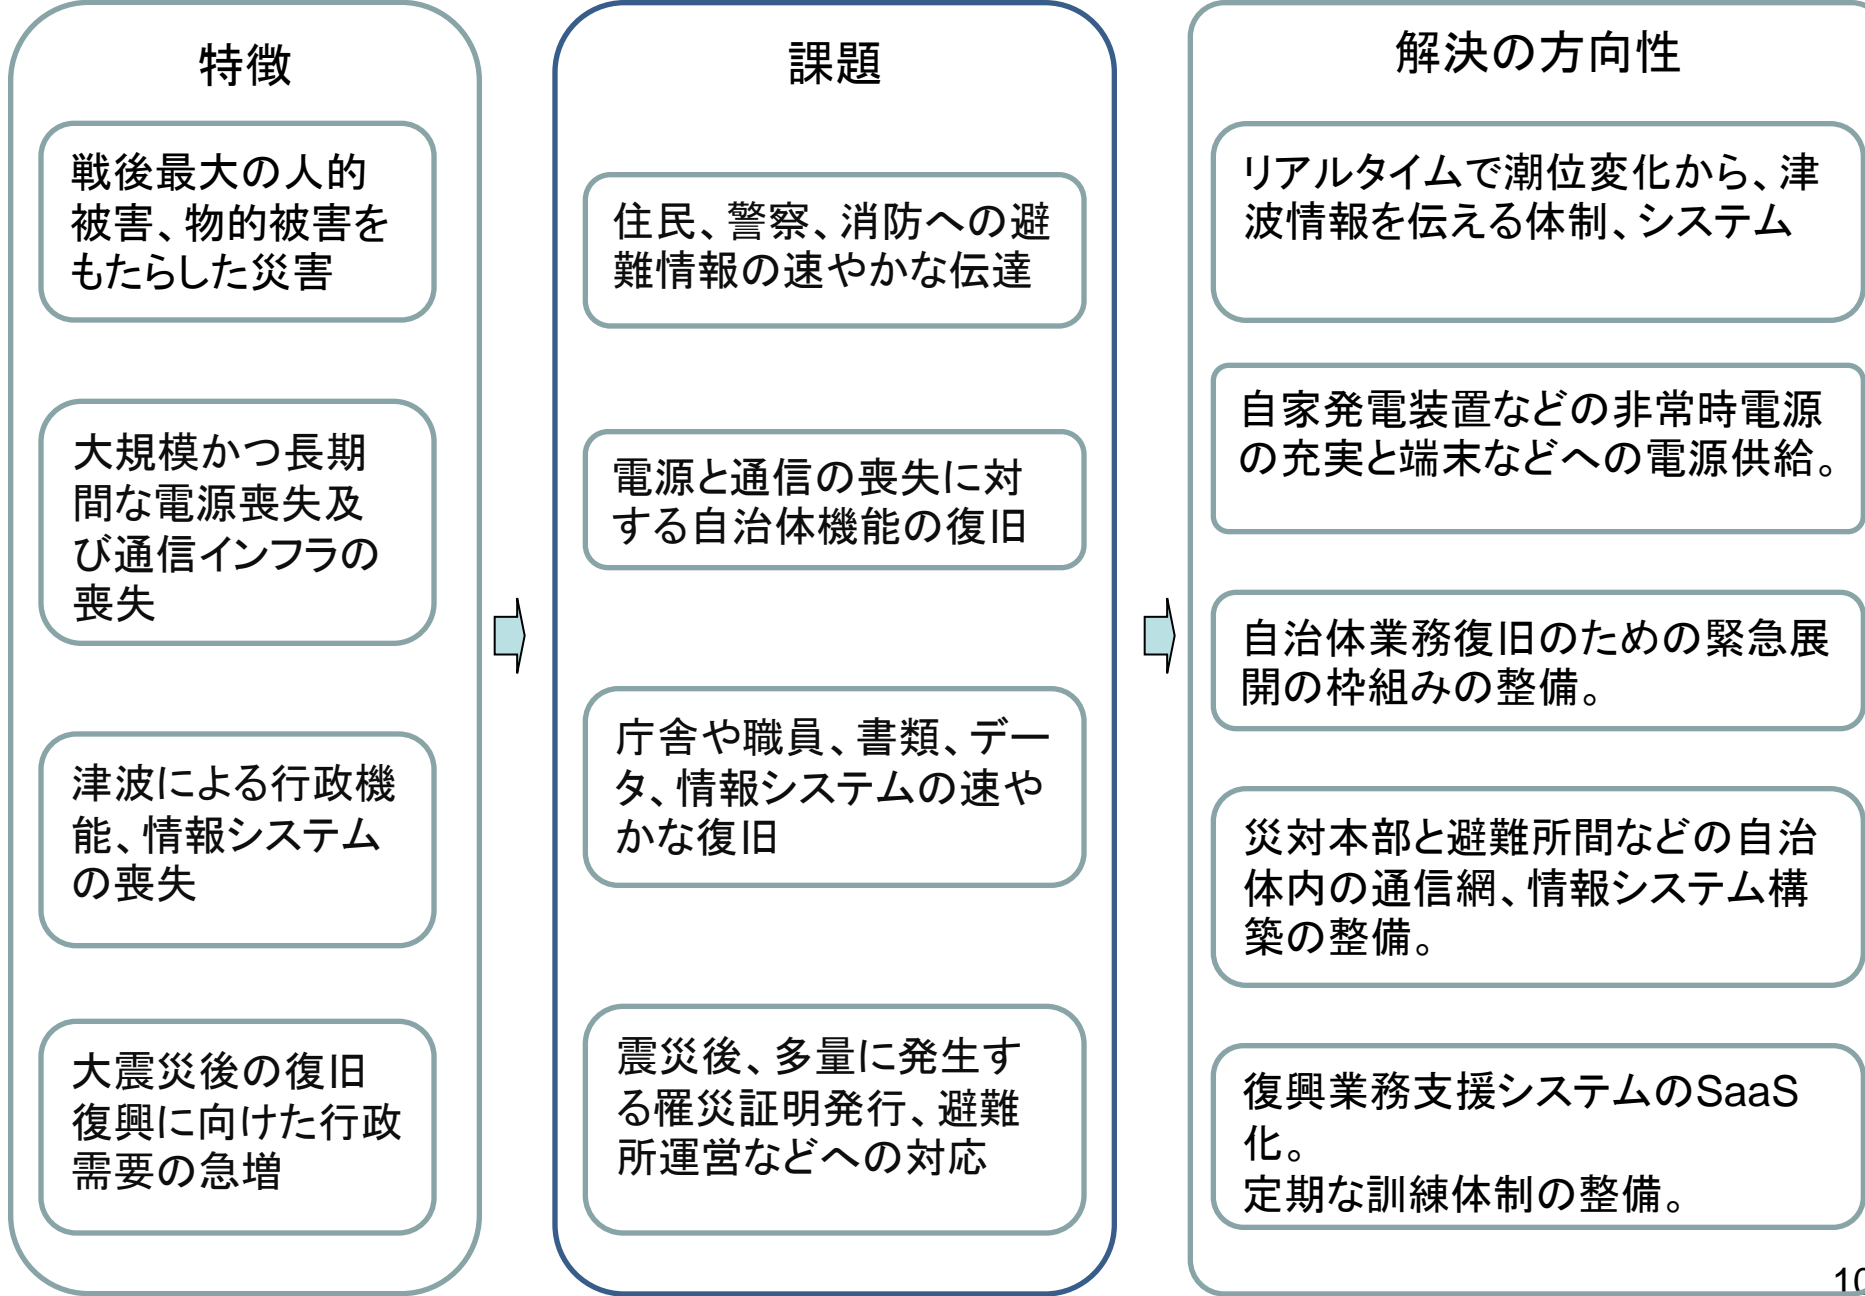 特徴
戦後最大の人的
被害、物的被害を
もたらした災害
大規模かつ長期
間な電源喪失及
び通信インフラの
喪失
津波による行政機
能、情報システム
の喪失
大震災後の復旧
復興に向けた行政
需要の急増
課題
住民、警察、消防への避
難情報の速やかな伝達
電源と通信の喪失に対
する自治体機能の復旧
庁舎や職員、書類、デー
タ、情報システムの速や
かな復旧
震災後、多量に発生す
る罹災証明発行、避難
所運営などへの対応
解決の方向性
リアルタイムで潮位変化から、津
波情報を伝える体制、システム
自家発電装置などの非常時電源
の充実と端末などへの電源供給。
自治体業務復旧のための緊急展
開の枠組みの整備。
災対本部と避難所間などの自治
体内の通信網、情報システム構
築の整備。
復興業務支援システムのSaaS
化。
定期な訓練体制の整備。
10